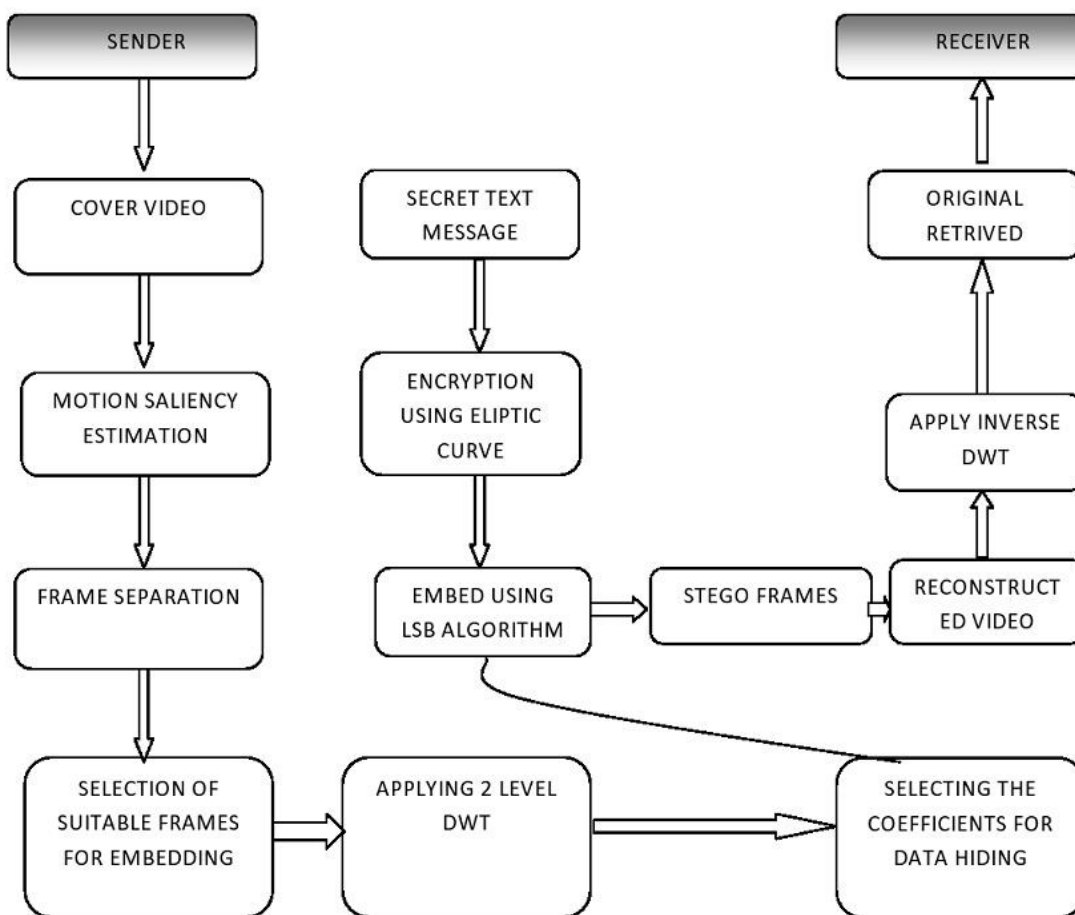 SENDER
RECEIVER
COVER VIDEO
SECRET TEXT
MESSAGE
ORIGINAL
RETRIVED
MOTION SALIENCY
ESTIMATION
ENCRYPTION
USING ELIPTIC
CURVE
APPLY INVERSE
DWT
FRAME SEPARATION
EMBED USING
LSB ALGORITHM
STEGO FRAMES
RECONSTRUCT
ED VIDEO
SELECTION OF
SUITABLE FRAMES
FOR EMBEDDING
APPLYING 2 LEVEL
DWT
SELECTING THE
COEFFICIENTS FOR
DATA HIDING